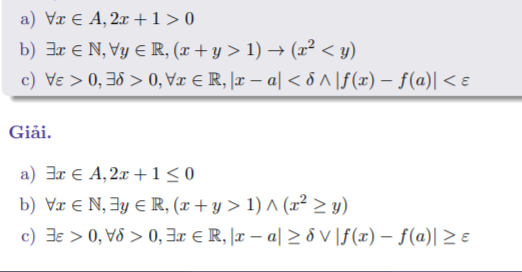 a) ∀x ∈ A, 2x + 1 > 0
b) ∃x ∈ ℕ, ∀y ∈ ℝ, (x + y > 1) → (x² < y)
c) ∀ε > 0, ∃δ > 0, ∀x ∈ ℝ, |x − a| < δ ∧ |f(x) − f(a)| < ε
Giải.
a) ∃x ∈ A, 2x + 1 ≤ 0
b) ∀x ∈ ℕ, ∃y ∈ ℝ, (x + y > 1) ∧ (x² ≥ y)
c) ∃ε > 0, ∀δ > 0, ∃x ∈ ℝ, |x − a| ≥ δ ∨ |f(x) − f(a)| ≥ ε